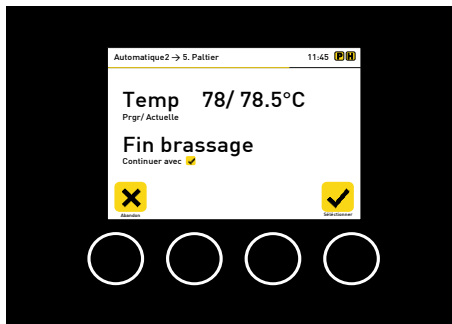 Automatique2 → 5. Paltier 11:45 P H
Temp 78/ 78.5°C
Prgr/ Actuelle
Fin brassage
Continuer avec ✔
Abandon Sélectionner